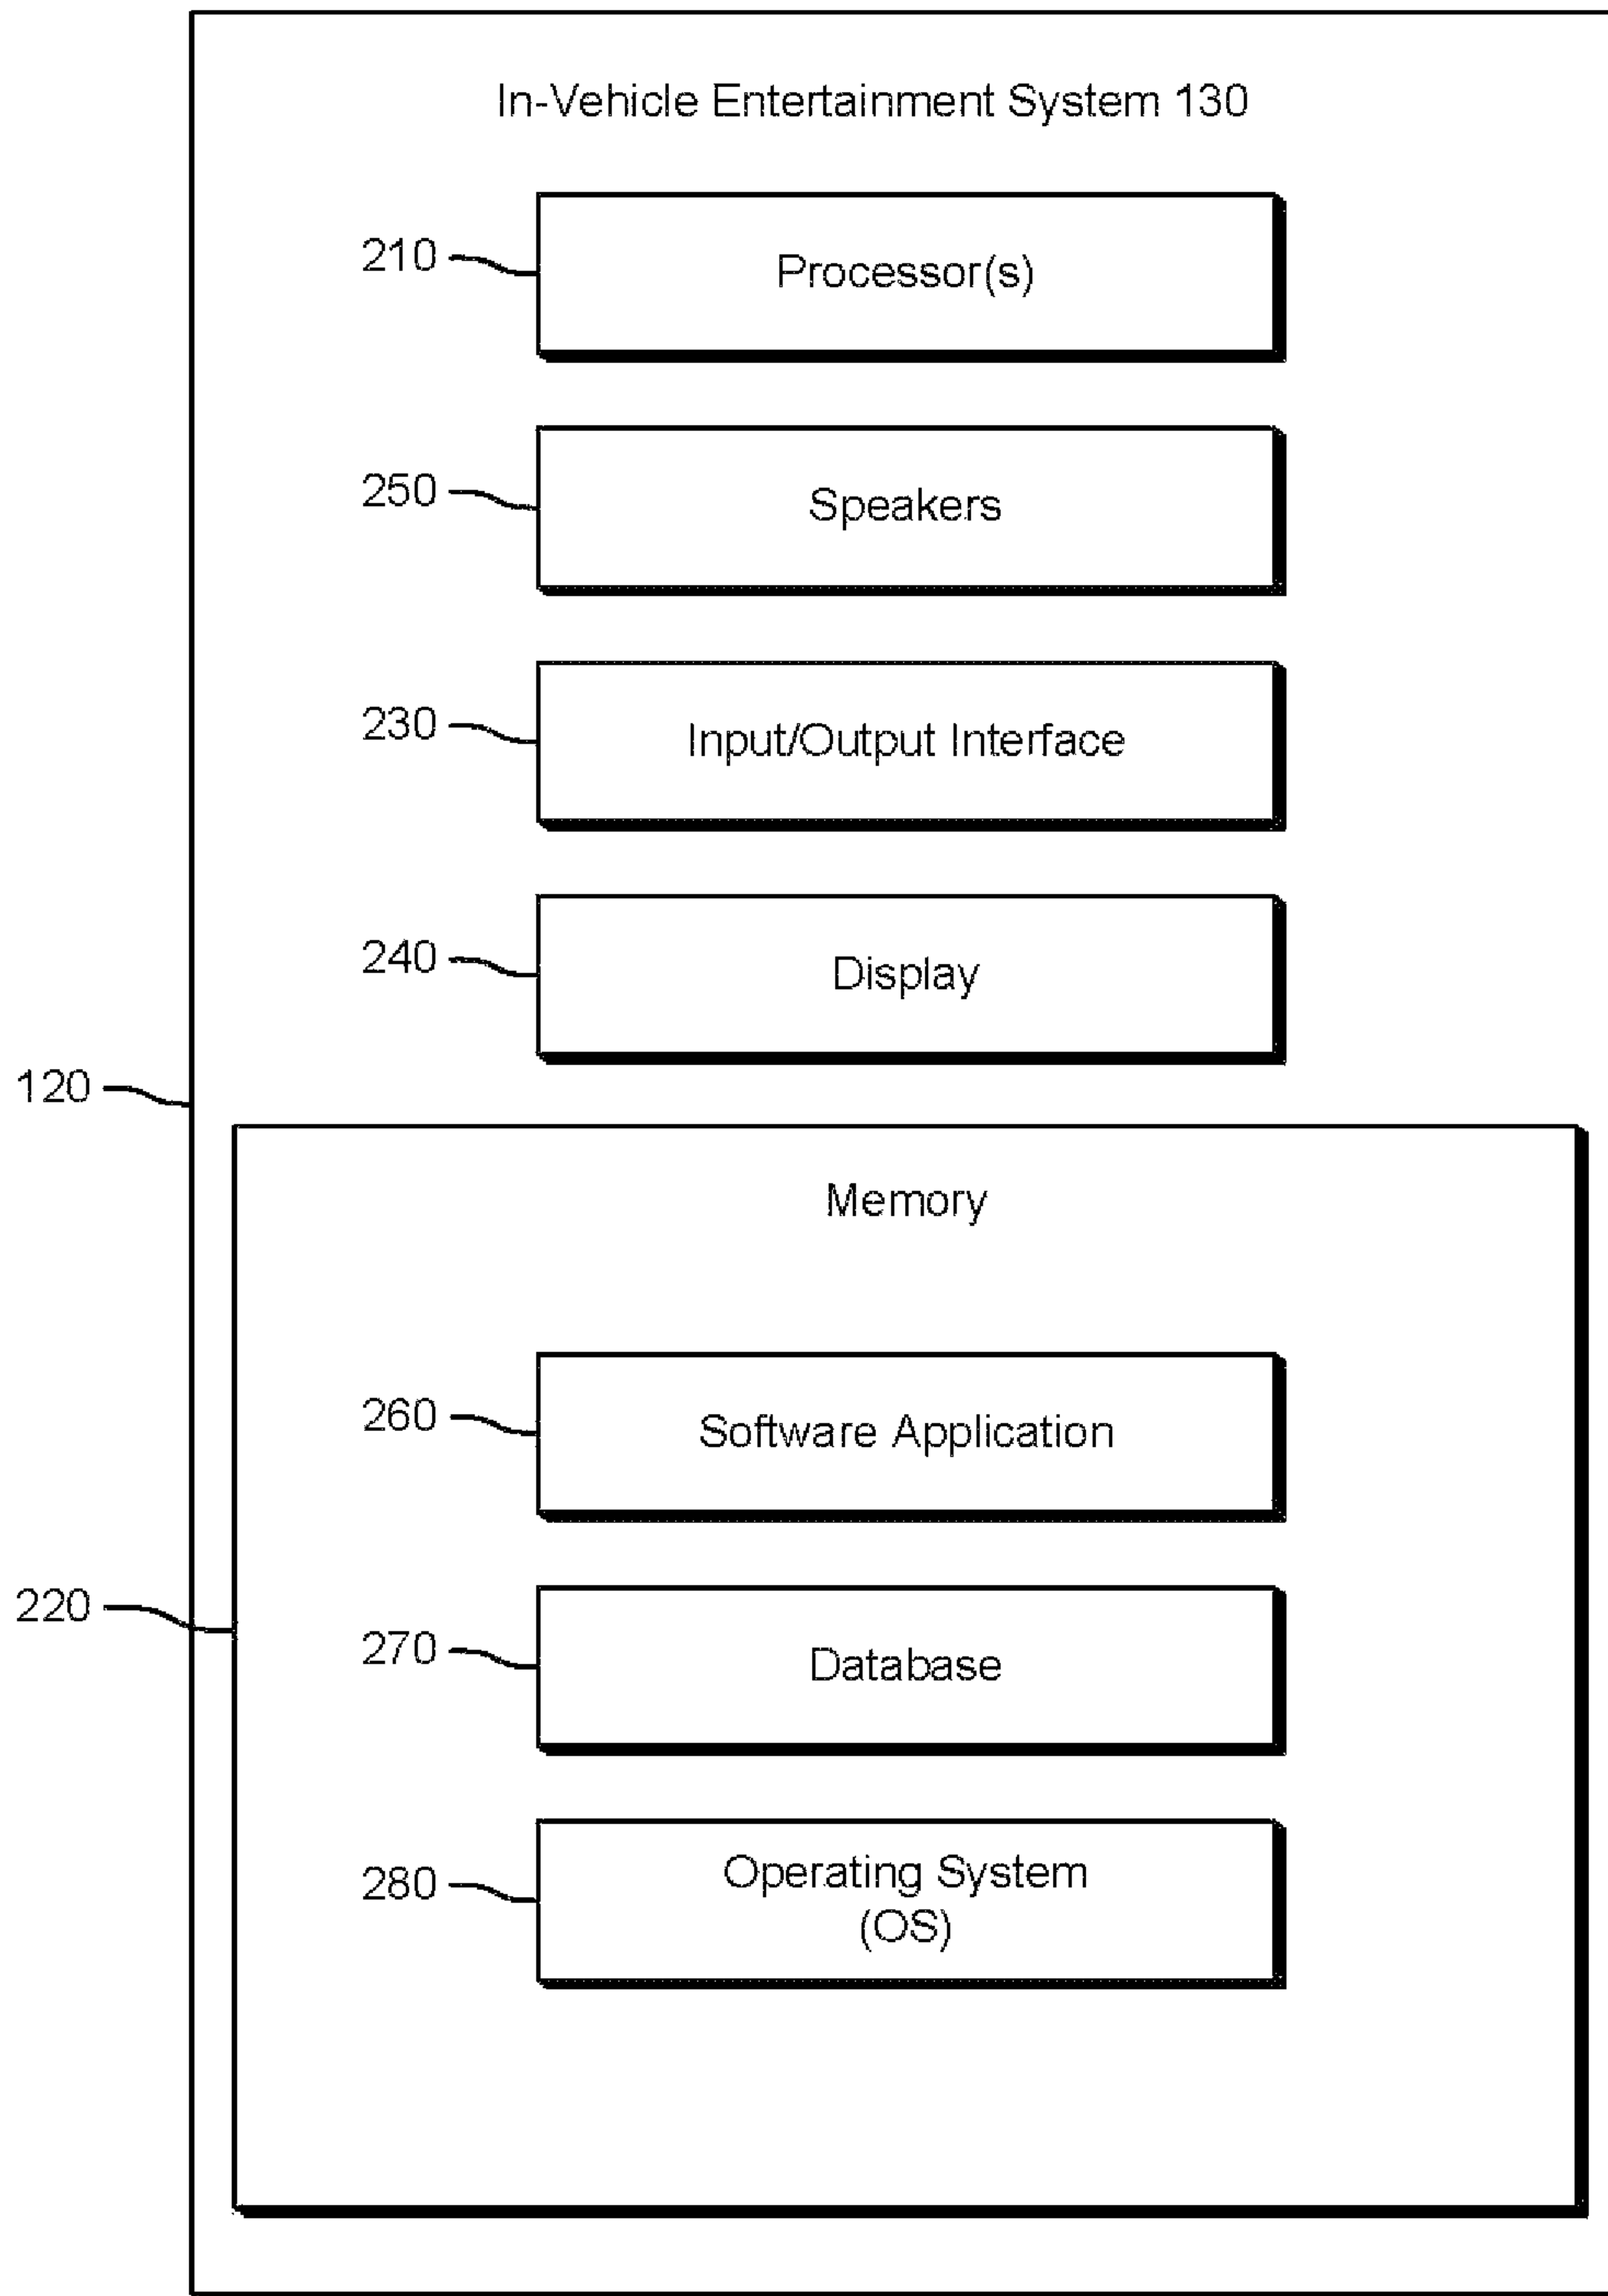 In-Vehicle Entertainment System 130
210
Processor(s)
250
Speakers
230
Input/Output Interface
240
Display
120
Memory
260
Software Application
220
270
Database
280
Operating System
(OS)